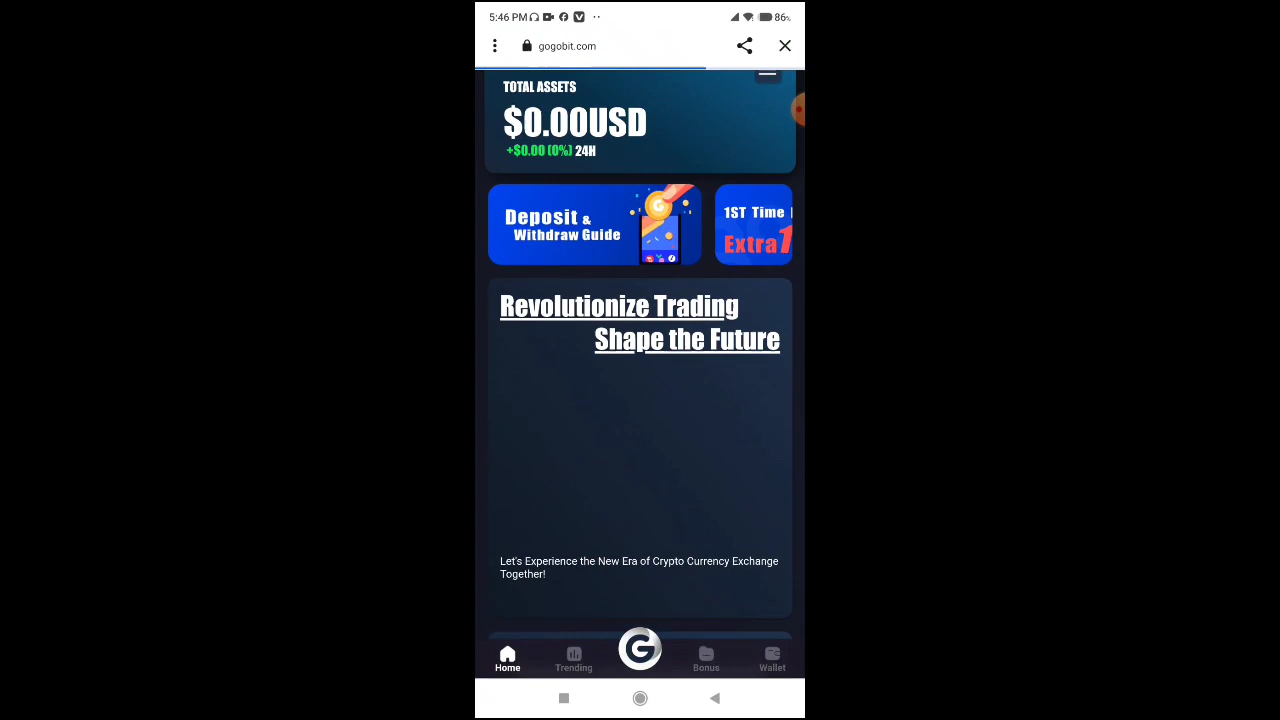 5:46 PM
86%
gogobit.com
TOTAL ASSETS
$0.00USD
+$0.00 (0%) 24H
Deposit &
Withdraw Guide
1ST Time
Extra 1
Revolutionize Trading
Shape the Future
Let's Experience the New Era of Crypto Currency Exchange
Together!
G
Home
Trending
Bonus
Wallet